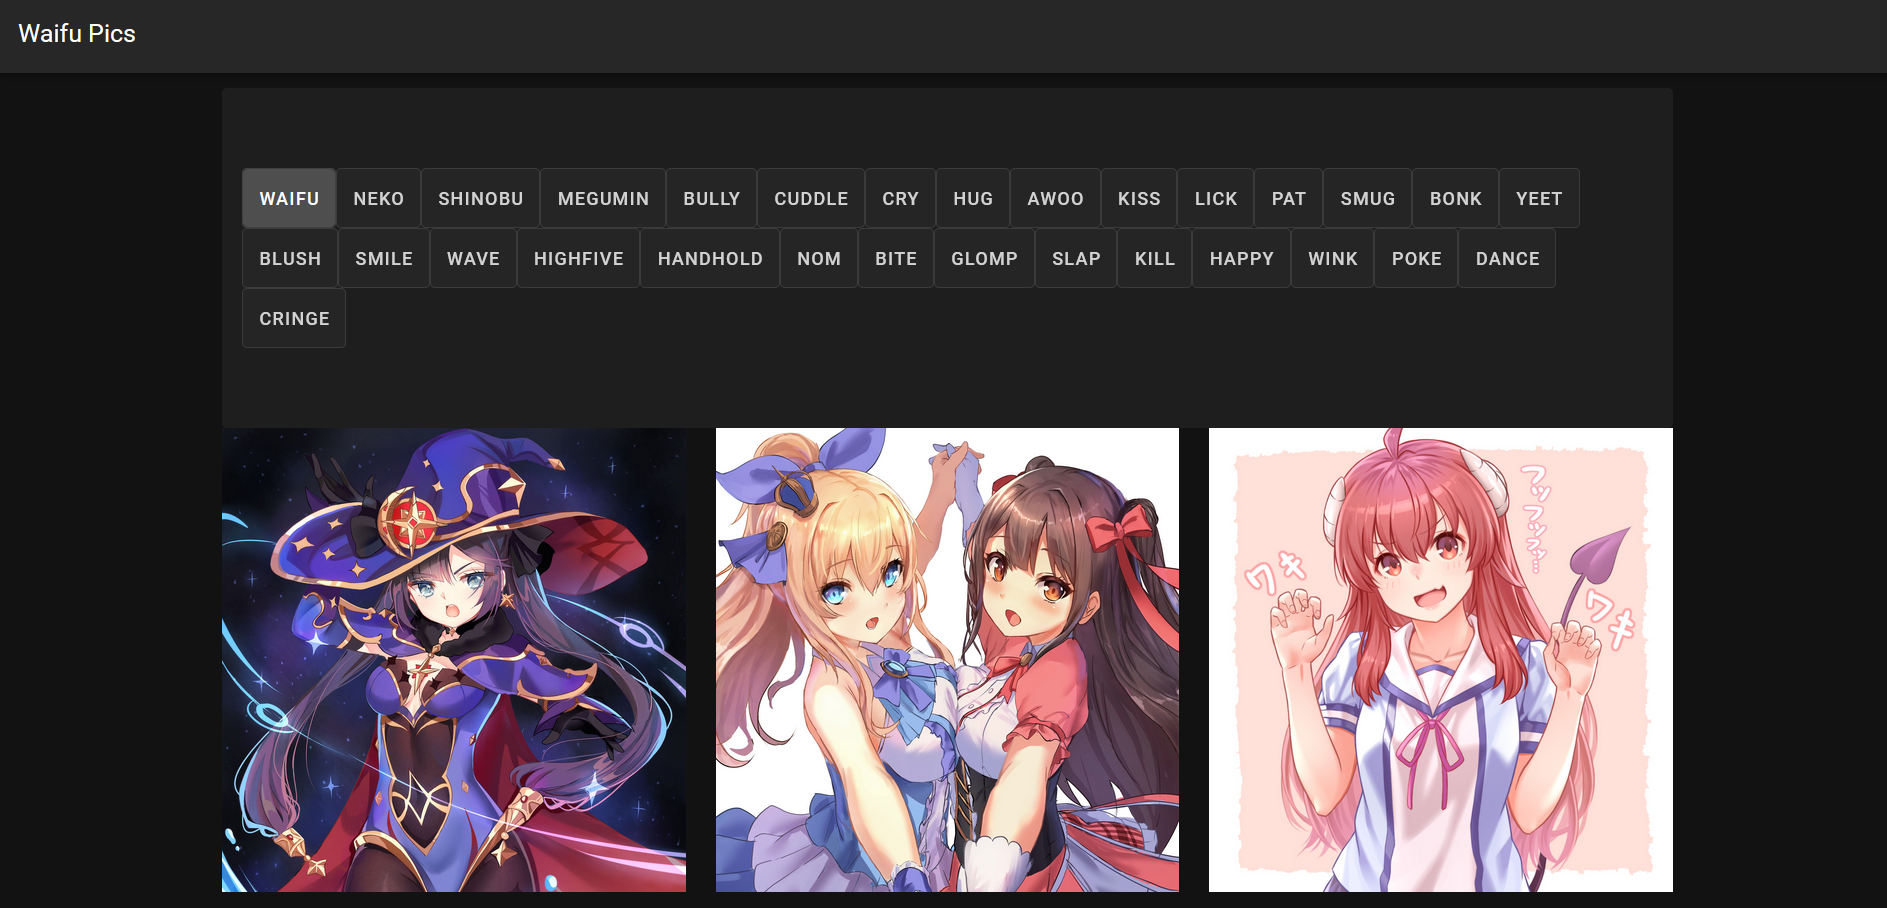 Waifu Pics
WAIFU NEKO SHINOBU MEGUMIN BULLY CUDDLE CRY HUG AWOO KISS LICK PAT SMUG BONK YEET
BLUSH SMILE WAVE HIGHFIVE HANDHOLD NOM BITE GLOMP SLAP KILL HAPPY WINK POKE DANCE
CRINGE
フッフッフッフッ...
ワキ
ワキ